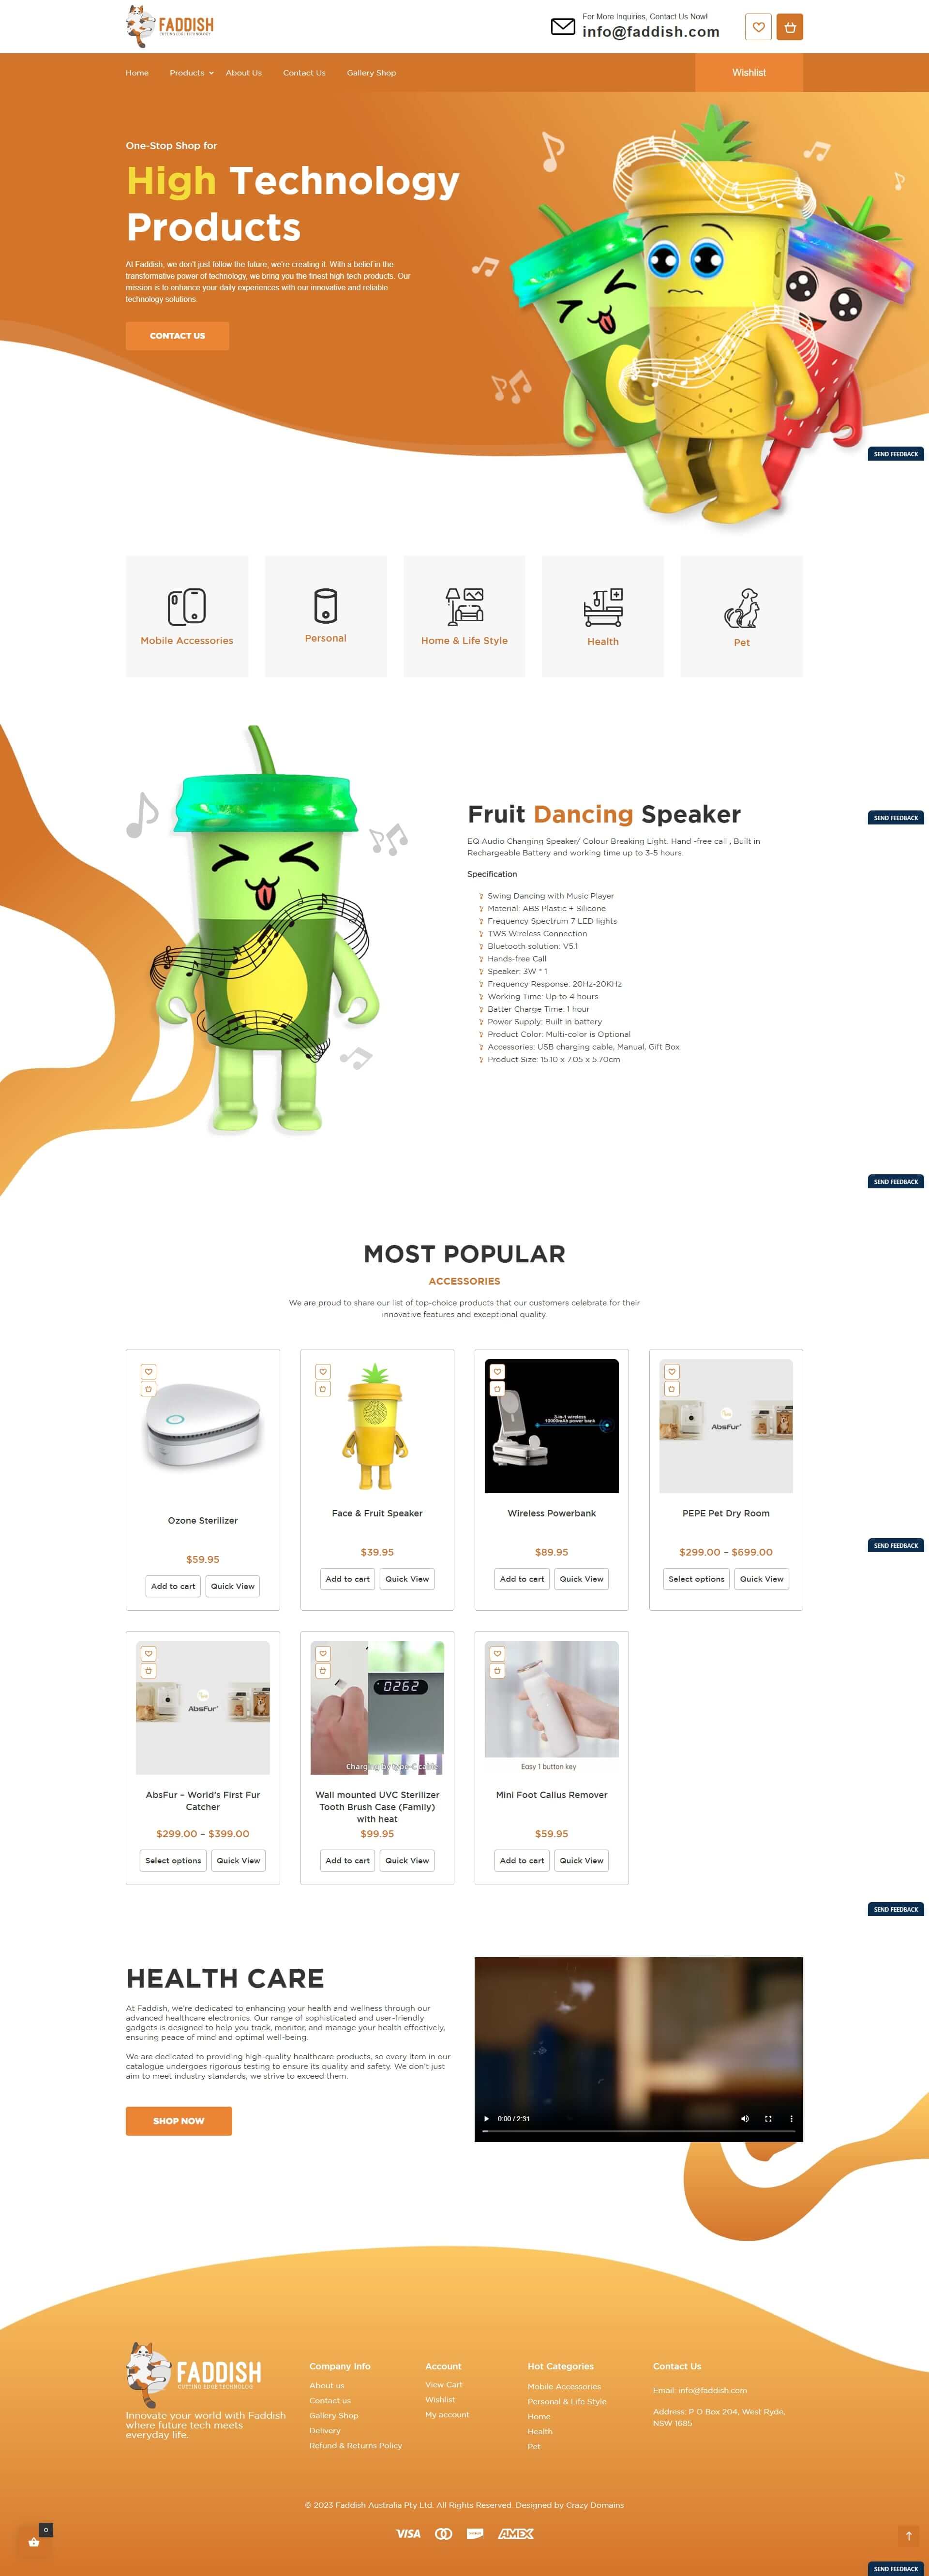 FADDISH
CUTTING EDGE TECHNOLOGY
For More Inquiries, Contact Us Now!
info@faddish.com
Home Products About Us Contact Us Gallery Shop Wishlist
One-Stop Shop for
High Technology
Products
At Faddish, we don't just follow the future, we're creating it. With a belief in the
transformative power of technology, we bring you the finest high-tech products. Our
mission is to enhance your daily experiences with our innovative and reliable
technology solutions.
CONTACT US
SEND FEEDBACK
Mobile Accessories
Personal
Home & Life Style
Health
Pet
Fruit Dancing Speaker
SEND FEEDBACK
EQ Audio Changing Speaker/ Colour Breaking Light. Hand -free call , Built in
Rechargeable Battery and working time up to 3-5 hours.
Specification
Swing Dancing with Music Player
Material: ABS Plastic + Silicone
Frequency Spectrum 7 LED lights
TWS Wireless Connection
Bluetooth solution: V5.1
Hands-free Call
Speaker: 3W * 1
Frequency Response: 20Hz-20KHz
Working Time: Up to 4 hours
Batter Charge Time: 1 hour
Power Supply: Built in battery
Product Color: Multi-color is Optional
Accessories: USB charging cable, Manual, Gift Box
Product Size: 15.10 x 7.05 x 5.70cm
SEND FEEDBACK
MOST POPULAR
ACCESSORIES
We are proud to share our list of top-choice products that our customers celebrate for their
innovative features and exceptional quality.
3-in-1 wireless
10000mAh power bank
AbsFur
Ozone Sterilizer
$59.95
Add to cart Quick View
Face & Fruit Speaker
$39.95
Add to cart Quick View
Wireless Powerbank
$89.95
Add to cart Quick View
PEPE Pet Dry Room
$299.00 – $699.00
Select options Quick View
SEND FEEDBACK
AbsFur
AbsFur – World's First Fur
Catcher
$299.00 – $399.00
Select options Quick View
0262
Charging by type-C cable
Wall mounted UVC Sterilizer
Tooth Brush Case (Family)
with heat
$99.95
Add to cart Quick View
Easy 1 button key
Mini Foot Callus Remover
$59.95
Add to cart Quick View
SEND FEEDBACK
HEALTH CARE
At Faddish, we're dedicated to enhancing your health and wellness through our
advanced healthcare electronics. Our range of sophisticated and user-friendly
gadgets is designed to help you track, monitor, and manage your health effectively,
ensuring peace of mind and optimal well-being.
We are dedicated to providing high-quality healthcare products, so every item in our
catalogue undergoes rigorous testing to ensure its quality and safety. We don't just
aim to meet industry standards; we strive to exceed them.
SHOP NOW
0:00 / 2:31
FADDISH
CUTTING EDGE TECHNOLOG
Innovate your world with Faddish
where future tech meets
everyday life.
Company Info
About us
Contact us
Gallery Shop
Delivery
Refund & Returns Policy
Account
View Cart
Wishlist
My account
Hot Categories
Mobile Accessories
Personal & Life Style
Home
Health
Pet
Contact Us
Email: info@faddish.com
Address: P O Box 204, West Ryde,
NSW 1685
© 2023 Faddish Australia Pty Ltd. All Rights Reserved. Designed by Crazy Domains
VISA
AMEX
0
SEND FEEDBACK